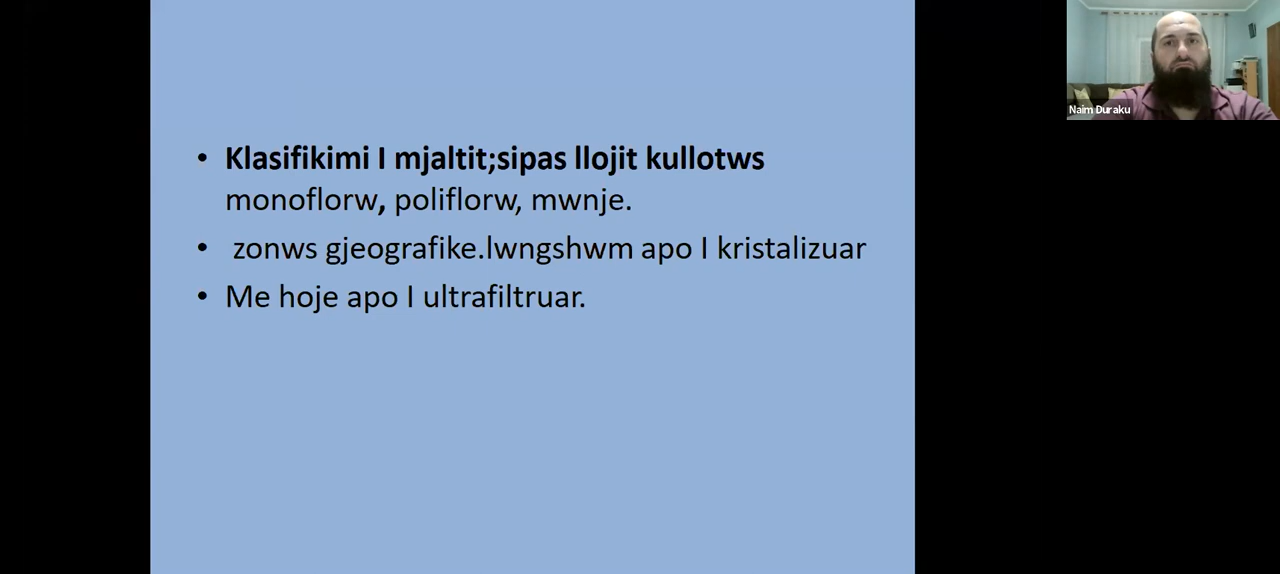 • Klasifikimi I mjaltit;sipas llojit kullotws
monoflorw, poliflorw, mwnje.
• zonws gjeografike.lwngshwm apo I kristalizuar
• Me hoje apo I ultrafiltruar.
Naim Duraku